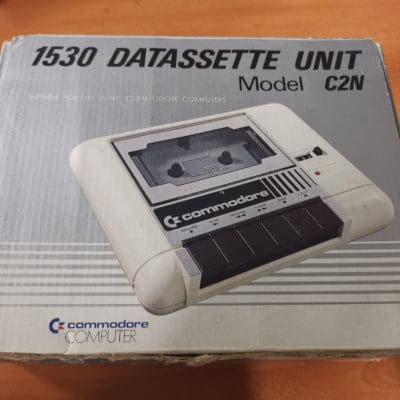 1530 DATASSETTE UNIT
Model C2N
SUITABLE FOR USE WITH COMMODORE COMPUTERS
commodore
commodore
COMPUTER